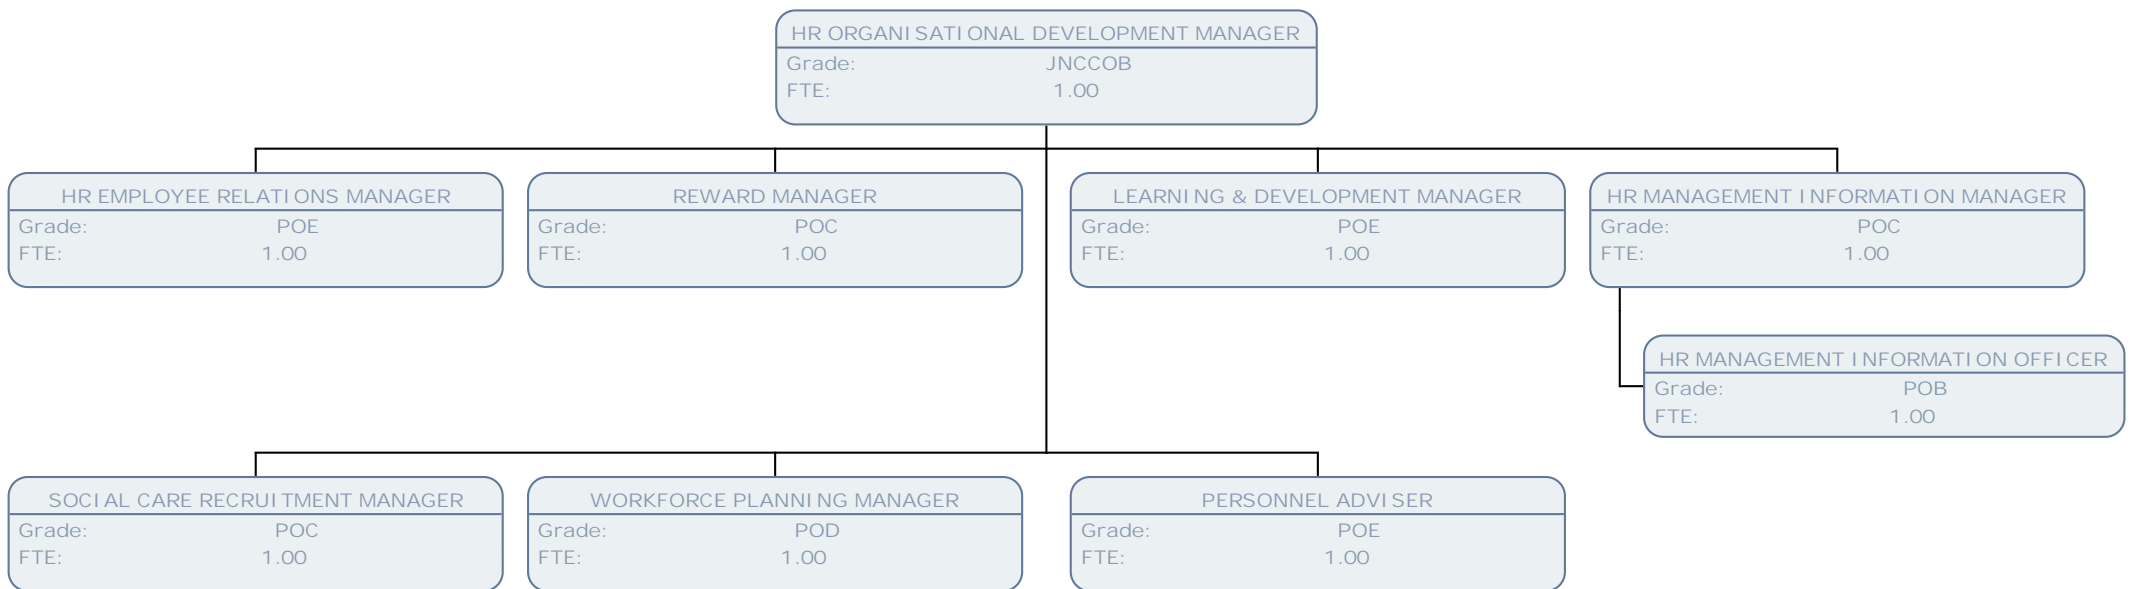 HR ORGANISATIONAL DEVELOPMENT MANAGER
Grade: JNCCOB
FTE: 1.00
HR EMPLOYEE RELATIONS MANAGER
Grade: POE
FTE: 1.00
REWARD MANAGER
Grade: POC
FTE: 1.00
LEARNING & DEVELOPMENT MANAGER
Grade: POE
FTE: 1.00
HR MANAGEMENT INFORMATION MANAGER
Grade: POC
FTE: 1.00
HR MANAGEMENT INFORMATION OFFICER
Grade: POB
FTE: 1.00
SOCIAL CARE RECRUITMENT MANAGER
Grade: POC
FTE: 1.00
WORKFORCE PLANNING MANAGER
Grade: POD
FTE: 1.00
PERSONNEL ADVISER
Grade: POE
FTE: 1.00